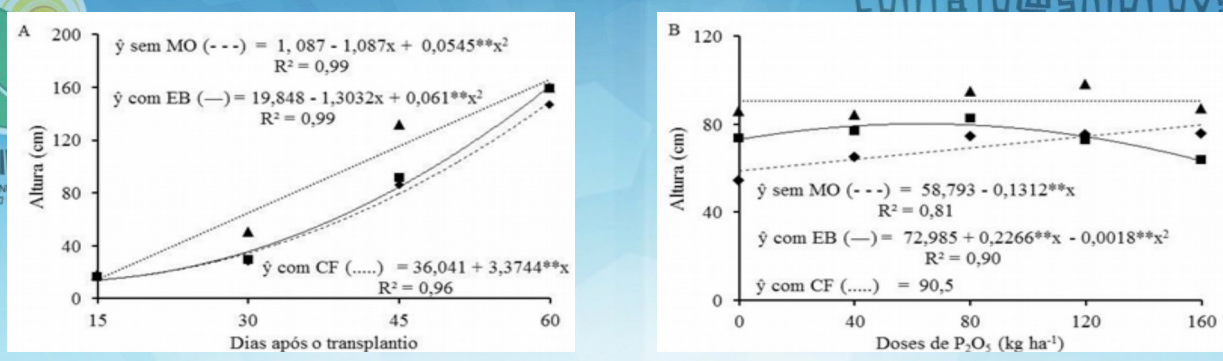 A
200
160
120
80
40
0
Altura (cm)
ŷ sem MO (- - -) = 1, 087 - 1,087x + 0,0545**x²
R² = 0,99
ŷ com EB (—) = 19,848 - 1,3032x + 0,061**x²
R² = 0,99
ŷ com CF (.....) = 36,041 + 3,3744**x
R² = 0,96
15 30 45 60
Dias após o transplantio
B
120
80
40
0
Altura (cm)
ŷ sem MO (- - -) = 58,793 - 0,1312**x
R² = 0,81
ŷ com EB (—) = 72,985 + 0,2266**x - 0,0018**x²
R² = 0,90
ŷ com CF (.....) = 90,5
0 40 80 120 160
Doses de P₂O₅ (kg ha⁻¹)